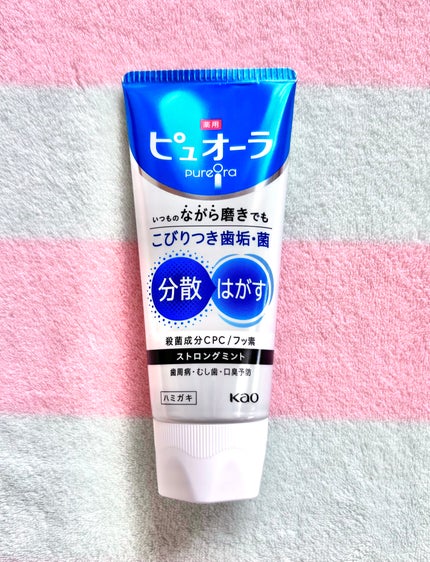 薬用
ピュオーラ
PureOra
いつものながら磨きでも
こびりつき歯垢・菌
分散 はがす
殺菌成分CPC/フッ素
ストロングミント
歯周病・むし歯・口臭予防
ハミガキ Kao